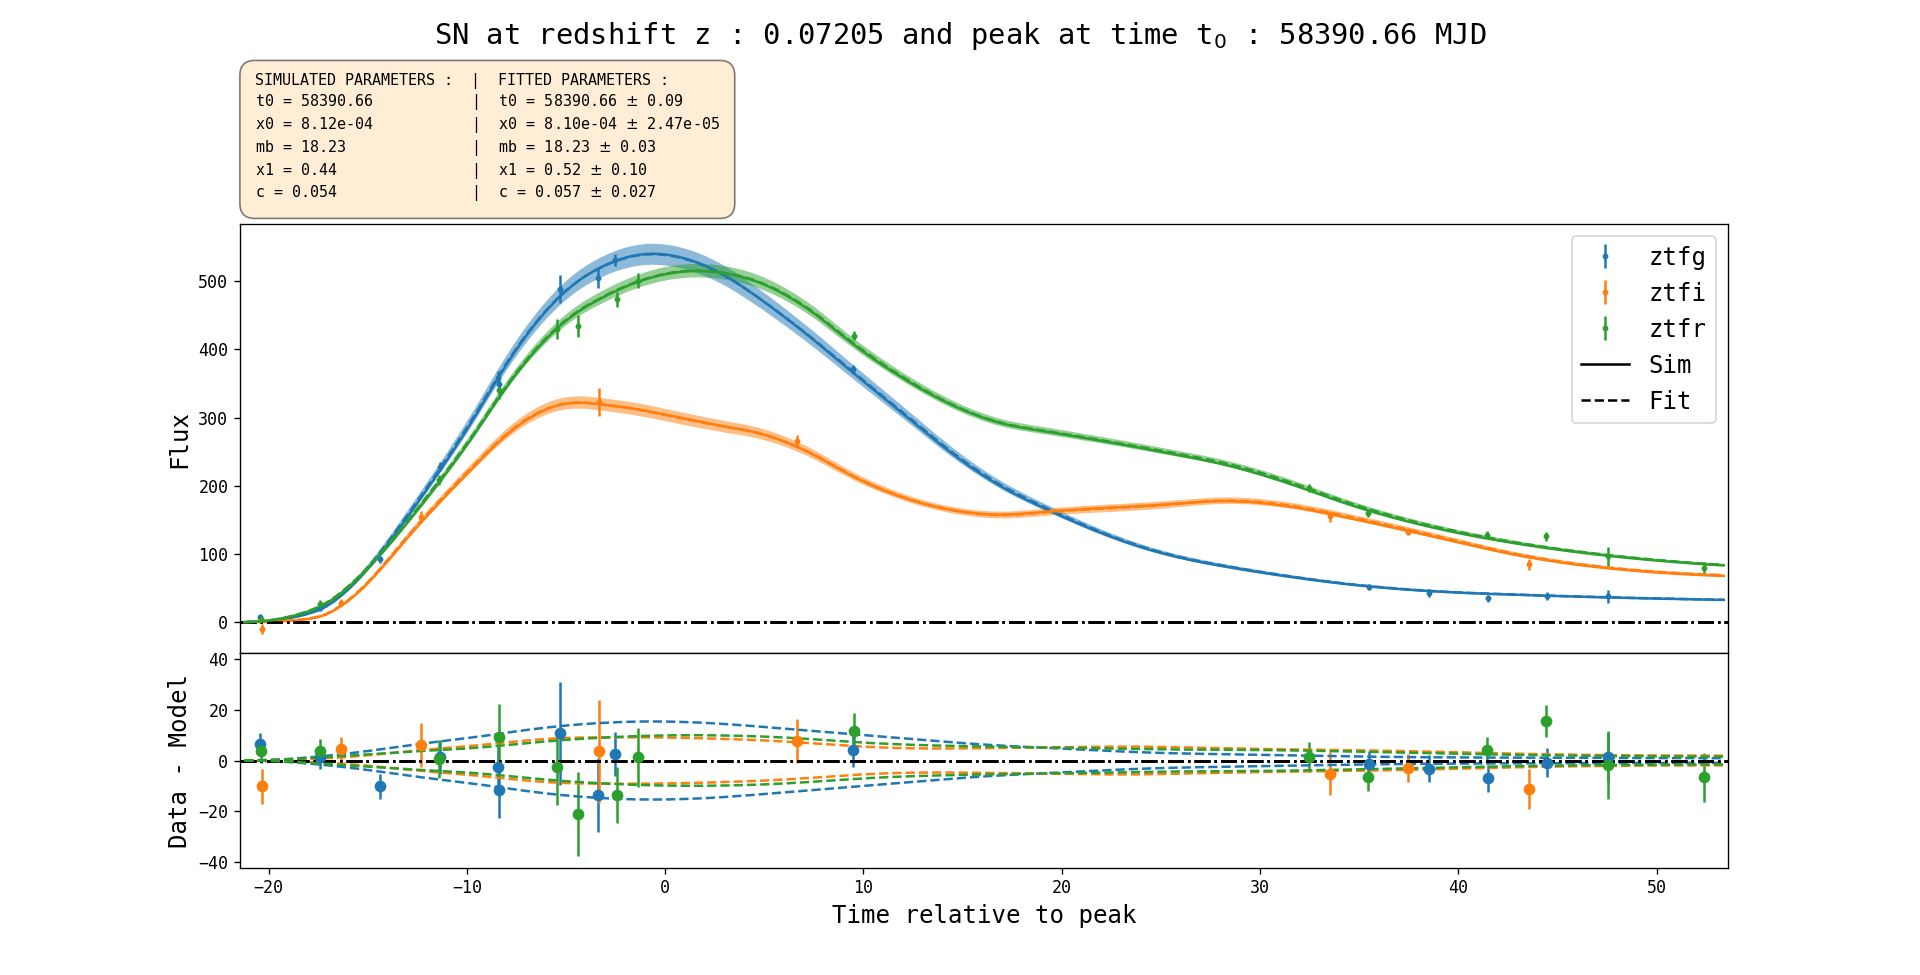 SN at redshift z : 0.07205 and peak at time t₀ : 58390.66 MJD
SIMULATED PARAMETERS : | FITTED PARAMETERS :
t0 = 58390.66 | t0 = 58390.66 ± 0.09
x0 = 8.12e-04 | x0 = 8.10e-04 ± 2.47e-05
mb = 18.23 | mb = 18.23 ± 0.03
x1 = 0.44 | x1 = 0.52 ± 0.10
c = 0.054 | c = 0.057 ± 0.027
Flux
500
400
300
200
100
0
ztfg
ztfi
ztfr
Sim
Fit
Data - Model
40
20
0
−20
−40
−20 −10 0 10 20 30 40 50
Time relative to peak